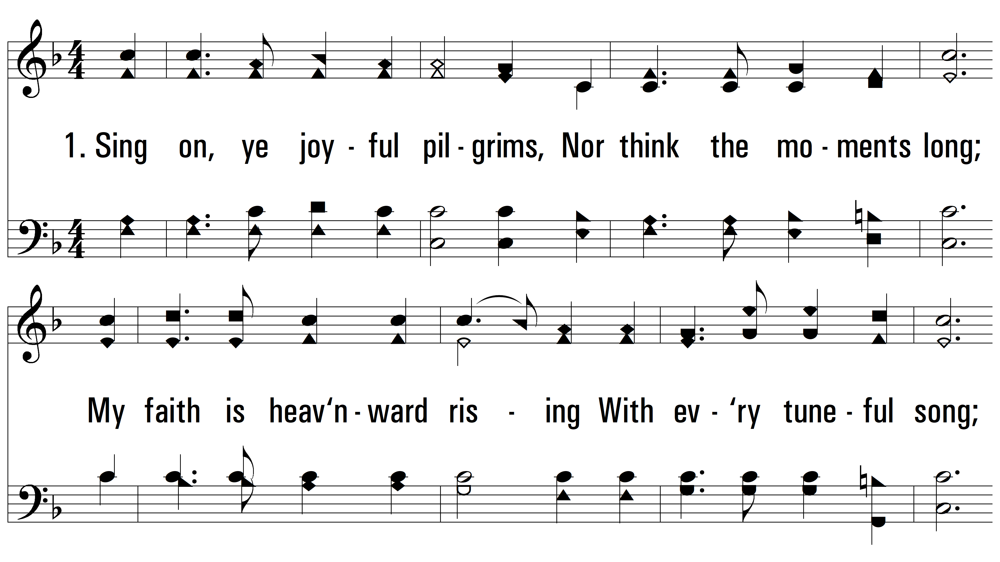 1. Sing on, ye joy - ful pil - grims, Nor think the mo - ments long;
My faith is heav‘n - ward ris - ing With ev - ‘ry tune - ful song;